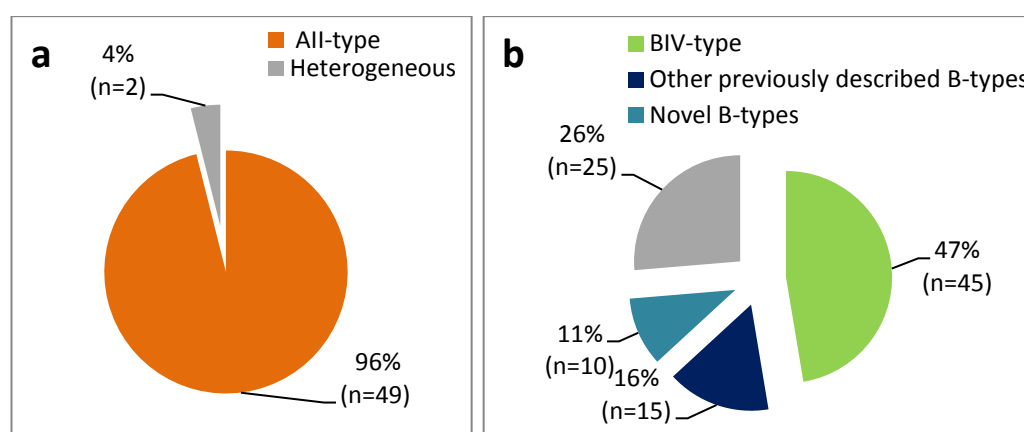 a
AII-type
Heterogeneous
4%
(n=2)
96%
(n=49)
b
BIV-type
Other previously described B-types
Novel B-types
26%
(n=25)
47%
(n=45)
11%
(n=10)
16%
(n=15)